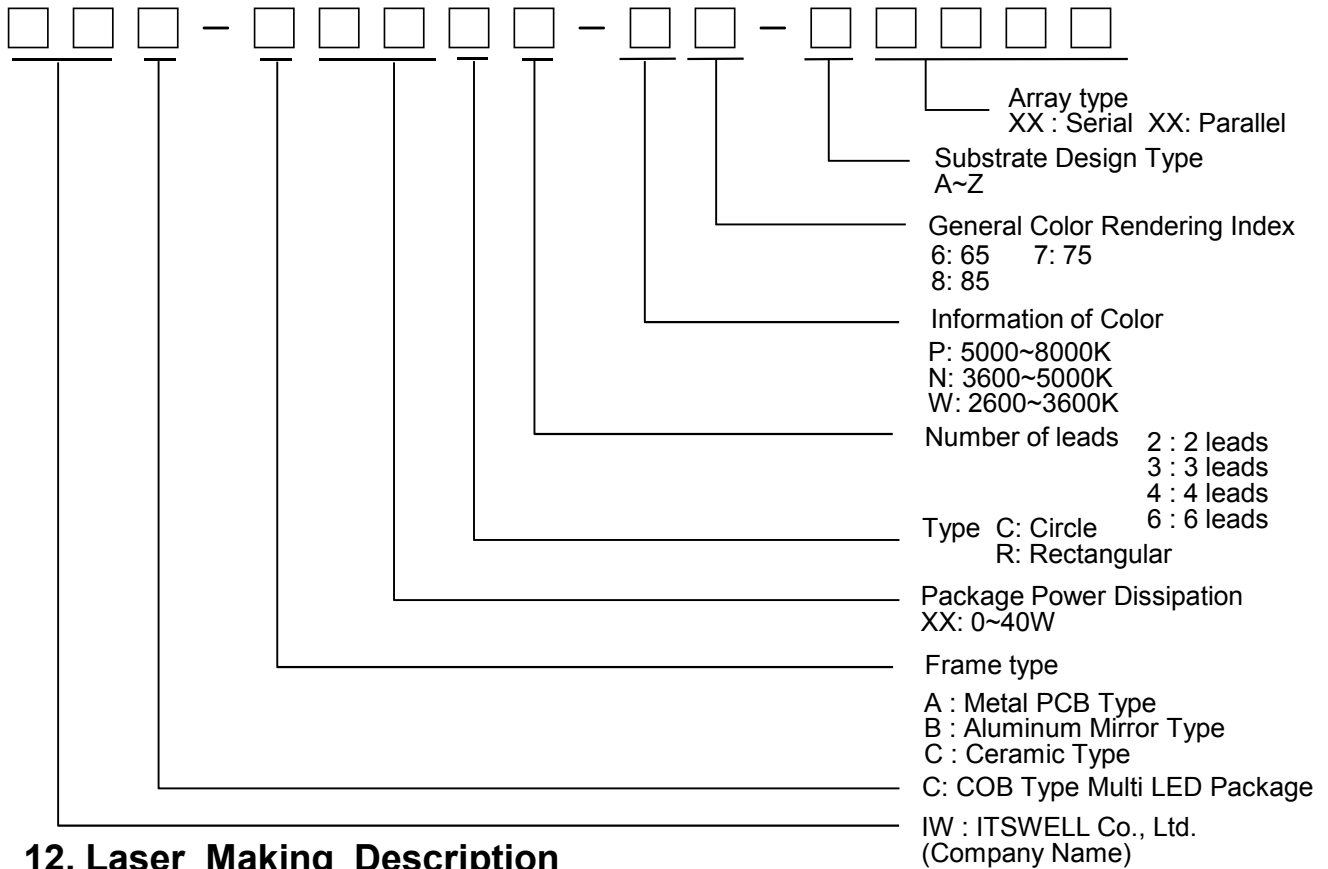 Array type
XX : Serial XX: Parallel
Substrate Design Type
A~Z
General Color Rendering Index
6: 65 7: 75
8: 85
Information of Color
P: 5000~8000K
N: 3600~5000K
W: 2600~3600K
Number of leads 2 : 2 leads
3 : 3 leads
4 : 4 leads
6 : 6 leads
Type C: Circle
R: Rectangular
Package Power Dissipation
XX: 0~40W
Frame type
A : Metal PCB Type
B : Aluminum Mirror Type
C : Ceramic Type
C: COB Type Multi LED Package
IW : ITSWELL Co., Ltd.
(Company Name)
12. Laser Making Description